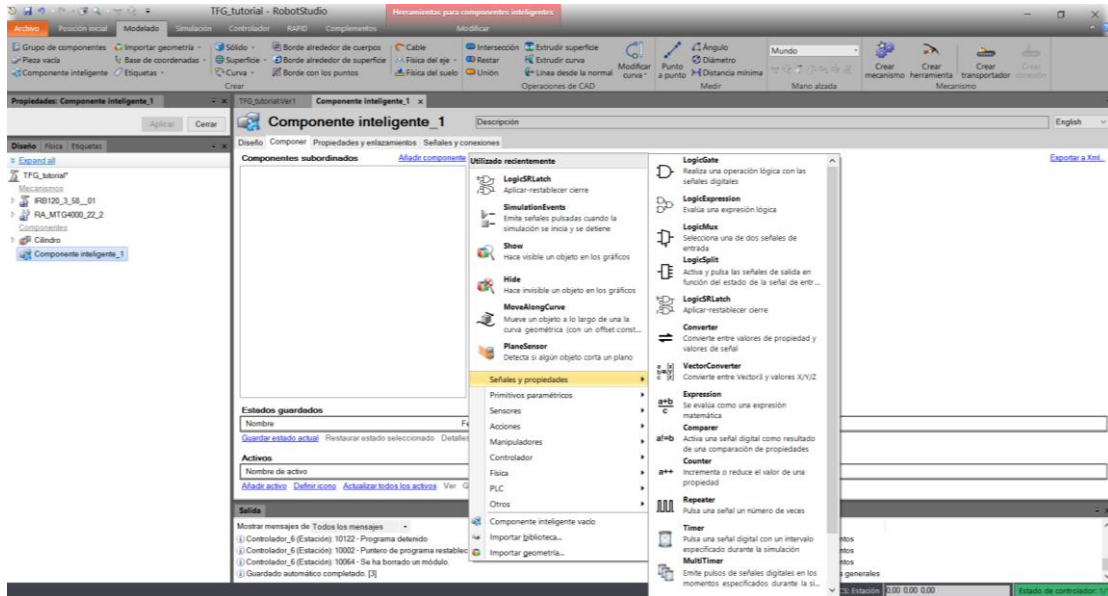 TFG_tutorial - RobotStudio
Herramientas para componentes inteligentes
Archivo Posición inicial Modelado Simulación Controlador RAPID Complementos Modificar
Grupo de componentes Importar geometría Sólido Borde alrededor de cuerpos Cable Intersección Extrudir superficie Ángulo Mundo
Pieza vacía Base de coordenadas Superficie Borde alrededor de superficie Física del eje Restar Extrudir curva Diámetro
Componente inteligente Etiquetas Curva Borde con los puntos Física del suelo Unión Línea desde la normal Distancia mínima
Modificar curva Punto a punto Crear mecanismo Crear herramienta Crear transportador Crear conexión
Crear Operaciones de CAD Medir Mano alzada Mecanismo
Propiedades: Componente inteligente_1
Aplicar Cerrar
Diseño Física Etiquetas
Expand all
TFG_tutorial*
Mecanismos
IRB120_3_58__01
RA_MTG4000_22_2
Componentes
Cilindro
Componente inteligente_1
TFG_tutorial:Ver1 Componente inteligente_1
Componente inteligente_1 Descripción English
Diseño Componer Propiedades y enlazamientos Señales y conexiones
Componentes subordinados Añadir componente
Exportar a Xml...
Estados guardados
Nombre
Guardar estado actual Restaurar estado seleccionado Detalles
Activos
Nombre de activo
Añadir activo Definir icono Actualizar todos los activos Ver
Utilizado recientemente
LogicSRLatch
Aplicar-restablecer cierre
SimulationEvents
Emite señales pulsadas cuando la
simulación se inicia y se detiene
Show
Hace visible un objeto en los gráficos
Hide
Hace invisible un objeto en los gráficos
MoveAlongCurve
Mueve un objeto a lo largo de una la
curva geométrica (con un offset const...
PlaneSensor
Detecta si algún objeto corta un plano
Señales y propiedades
Primitivos paramétricos
Sensores
Acciones
Manipuladores
Controlador
Física
PLC
Otros
Componente inteligente vacío
Importar biblioteca...
Importar geometría...
LogicGate
Realiza una operación lógica con las
señales digitales
LogicExpression
Evalúa una expresión lógica
LogicMux
Selecciona una de dos señales de
entrada
LogicSplit
Activa y pulsa las señales de salida en
función del estado de la señal de entr...
LogicSRLatch
Aplicar-restablecer cierre
Converter
Convierte entre valores de propiedad y
valores de señal
VectorConverter
Convierte entre Vector3 y valores X/Y/Z
Expression
Se evalúa como una expresión
matemática
Comparer
Activa una señal digital como resultado
de una comparación de propiedades
Counter
Incrementa o reduce el valor de una
propiedad
Repeater
Pulsa una señal un número de veces
Timer
Pulsa una señal digital con un intervalo
especificado durante la simulación
MultiTimer
Emite pulsos de señales digitales en los
momentos especificados durante la si...
Salida
Mostrar mensajes de Todos los mensajes
Controlador_6 (Estación): 10122 - Programa detenido
Controlador_6 (Estación): 10002 - Puntero de programa restablec
Controlador_6 (Estación): 10064 - Se ha borrado un módulo.
Guardado automático completado. [3]
ntos
ntos
ntos
s generales
CS: Estación 0,00 0,00 0,00 Estado de controlador: 1/